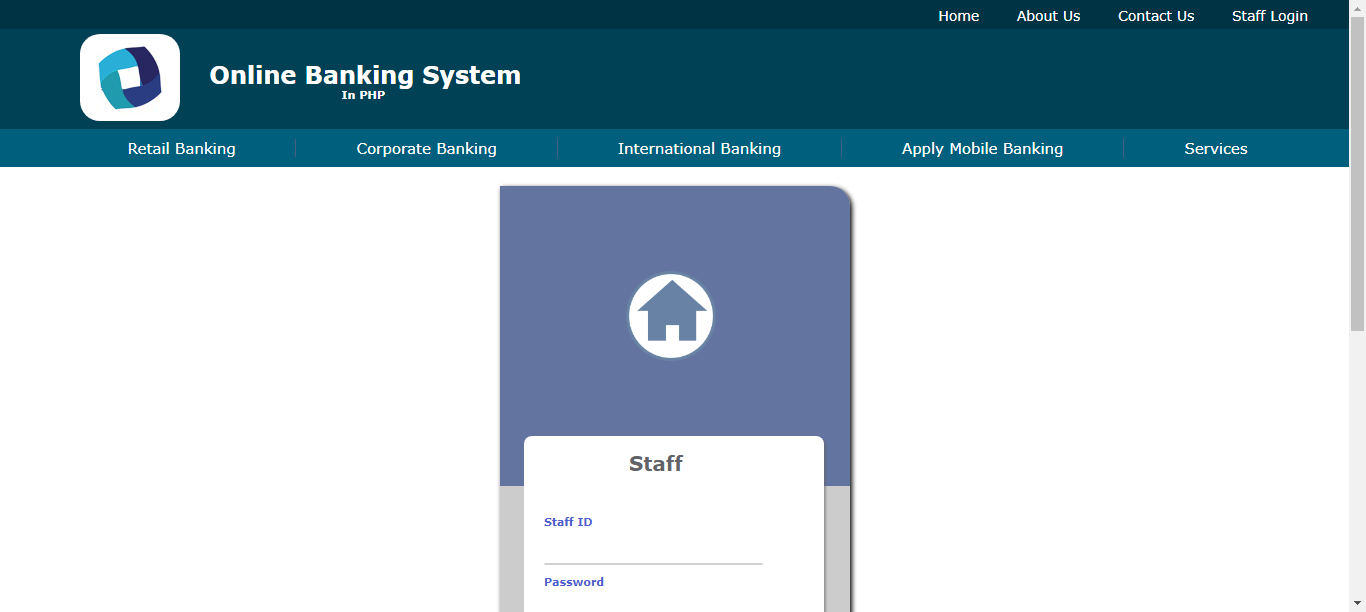 Home About Us Contact Us Staff Login
Online Banking System
In PHP
Retail Banking Corporate Banking International Banking Apply Mobile Banking Services
Staff
Staff ID
Password